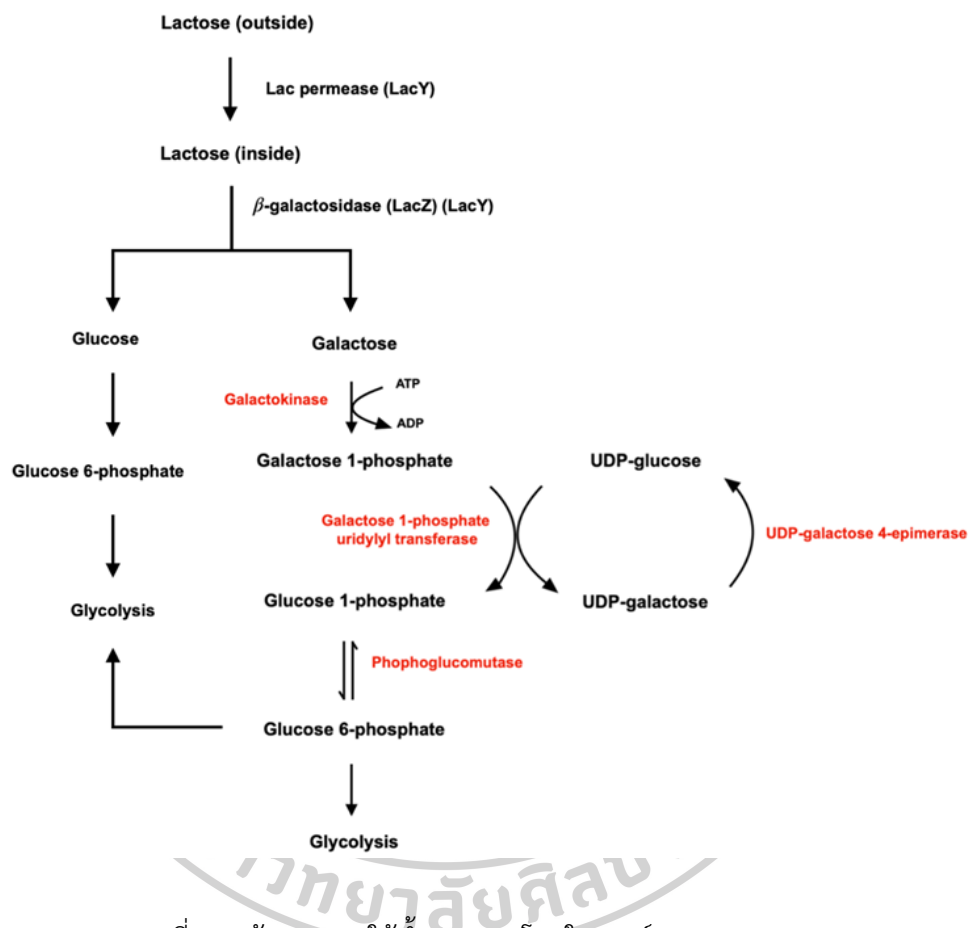 Lactose (outside)
Lac permease (LacY)
Lactose (inside)
β-galactosidase (LacZ) (LacY)
Glucose
Galactose
Galactokinase
ATP
ADP
Glucose 6-phosphate
Galactose 1-phosphate
UDP-glucose
Galactose 1-phosphate
uridylyl transferase
UDP-galactose 4-epimerase
Glycolysis
Glucose 1-phosphate
UDP-galactose
Phophoglucomutase
Glucose 6-phosphate
Glycolysis